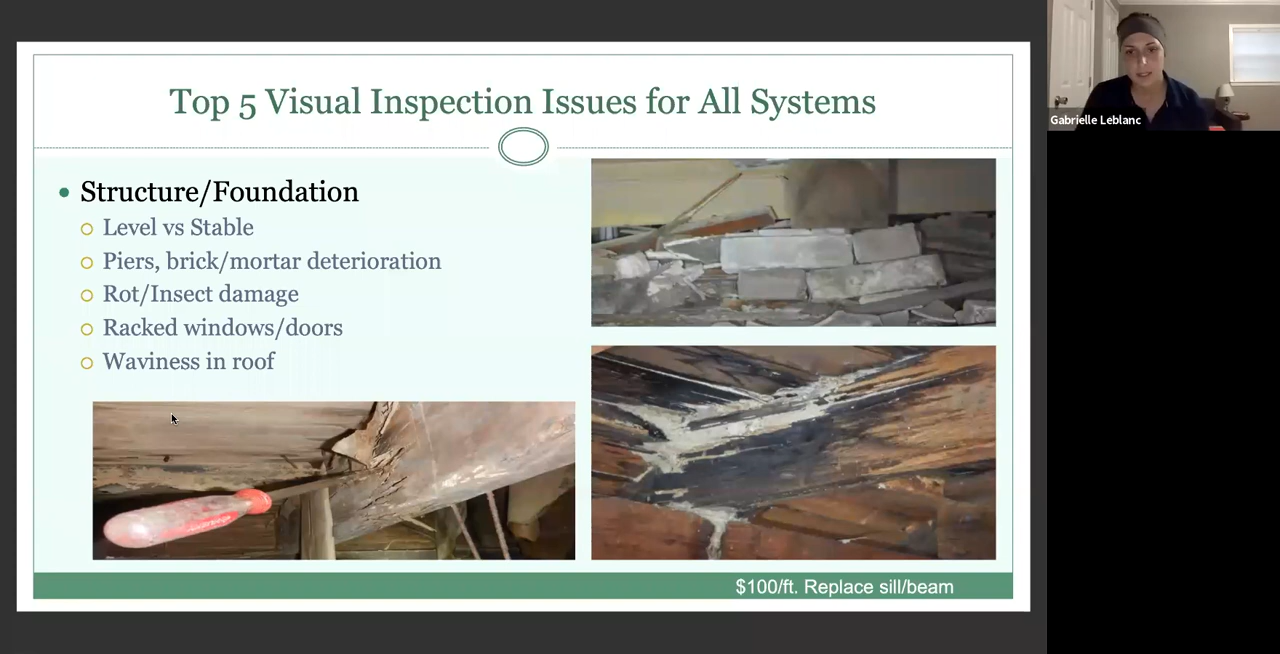 Top 5 Visual Inspection Issues for All Systems
Structure/Foundation
Level vs Stable
Piers, brick/mortar deterioration
Rot/Insect damage
Racked windows/doors
Waviness in roof
$100/ft. Replace sill/beam
Gabrielle Leblanc